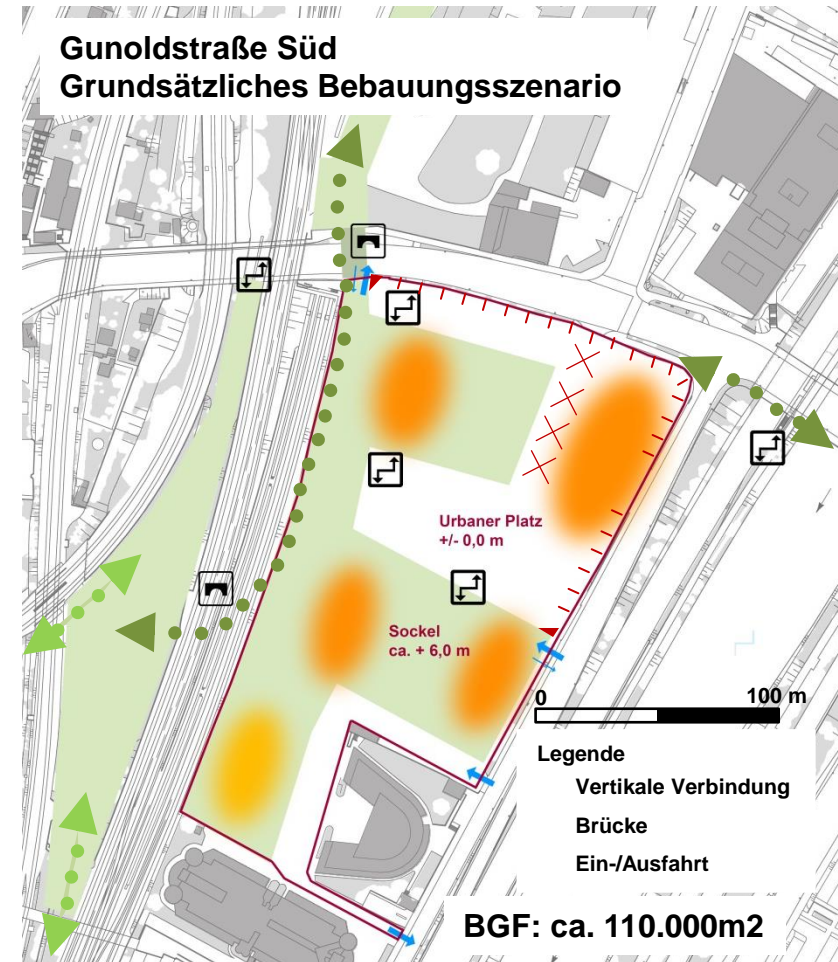 Gunoldstraße Süd
Grundsätzliches Bebauungsszenario
Urbaner Platz
+/- 0,0 m
Sockel
ca. + 6,0 m
0 100 m
Legende
Vertikale Verbindung
Brücke
Ein-/Ausfahrt
BGF: ca. 110.000m2